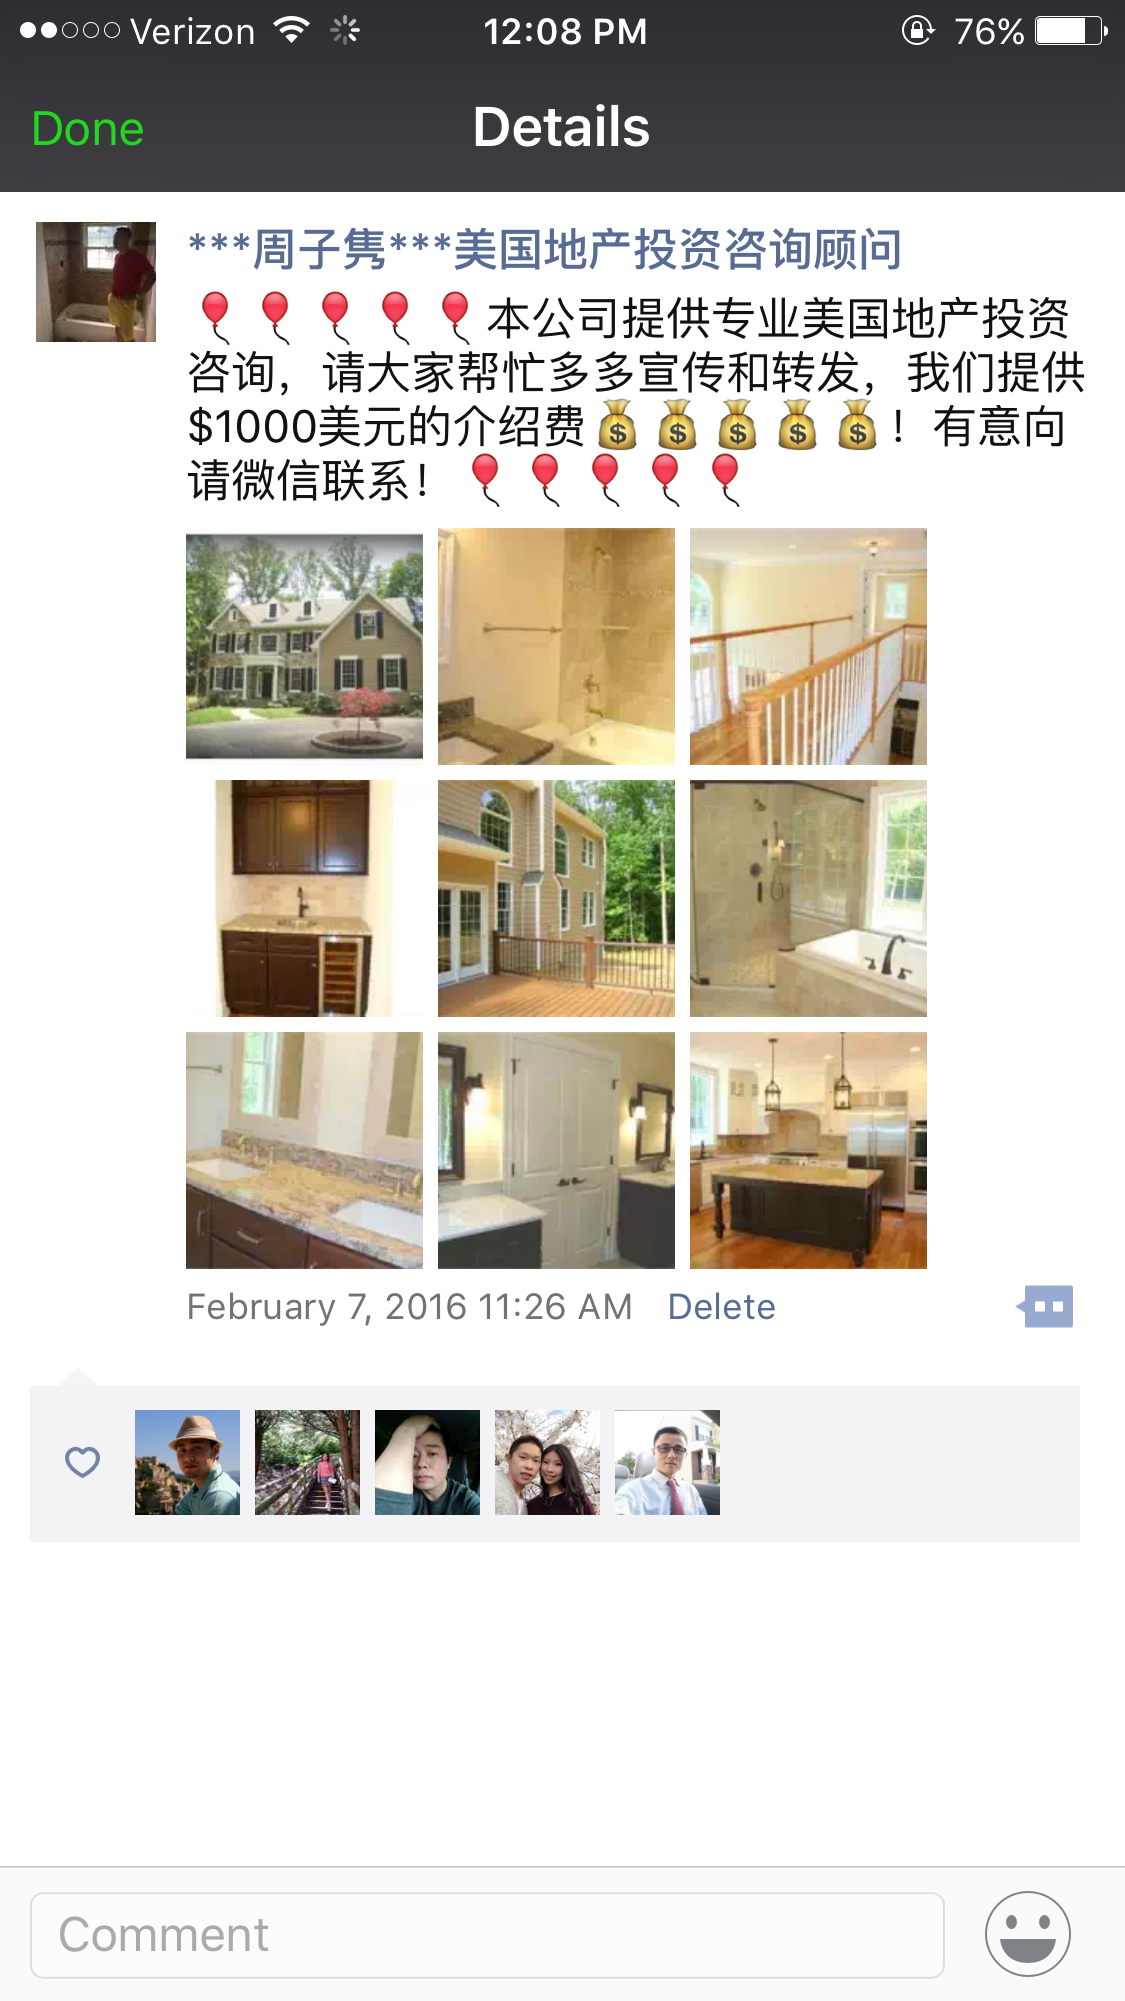 Verizon 12:08 PM 76%
Done Details
***周子隽***美国地产投资咨询顾问
🎈🎈🎈🎈🎈本公司提供专业美国地产投资
咨询，请大家帮忙多多宣传和转发，我们提供
$1000美元的介绍费💰💰💰💰💰！有意向
请微信联系！🎈🎈🎈🎈🎈
February 7, 2016 11:26 AM Delete
Comment